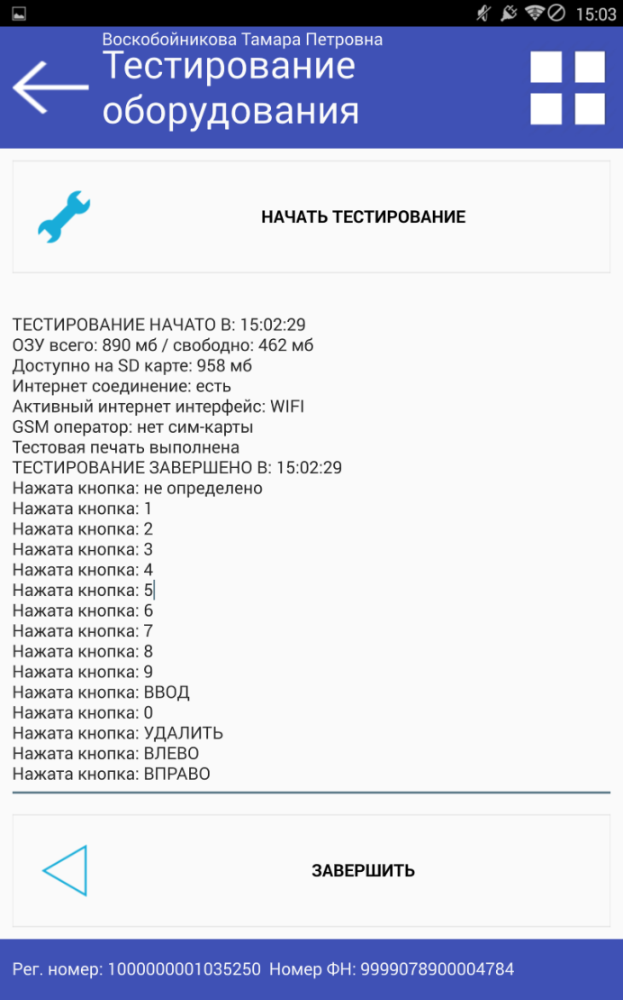 15:03
Воскобойникова Тамара Петровна
Тестирование
оборудования
НАЧАТЬ ТЕСТИРОВАНИЕ
ТЕСТИРОВАНИЕ НАЧАТО В: 15:02:29
ОЗУ всего: 890 мб / свободно: 462 мб
Доступно на SD карте: 958 мб
Интернет соединение: есть
Активный интернет интерфейс: WIFI
GSM оператор: нет сим-карты
Тестовая печать выполнена
ТЕСТИРОВАНИЕ ЗАВЕРШЕНО В: 15:02:29
Нажата кнопка: не определено
Нажата кнопка: 1
Нажата кнопка: 2
Нажата кнопка: 3
Нажата кнопка: 4
Нажата кнопка: 5
Нажата кнопка: 6
Нажата кнопка: 7
Нажата кнопка: 8
Нажата кнопка: 9
Нажата кнопка: ВВОД
Нажата кнопка: 0
Нажата кнопка: УДАЛИТЬ
Нажата кнопка: ВЛЕВО
Нажата кнопка: ВПРАВО
ЗАВЕРШИТЬ
Рег. номер: 1000000001035250 Номер ФН: 9999078900004784